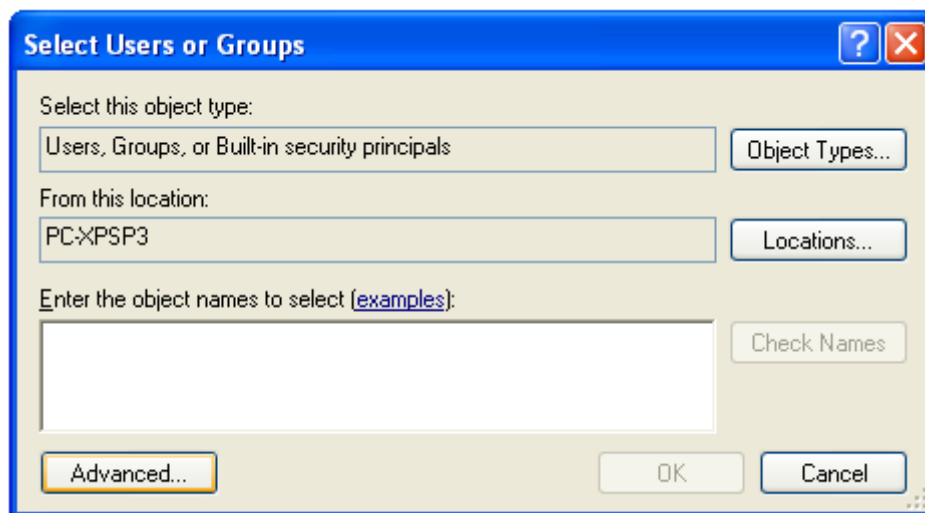 Select Users or Groups
Select this object type:
Users, Groups, or Built-in security principals
Object Types...
From this location:
PC-XPSP3
Locations...
Enter the object names to select (examples):
Check Names
Advanced...
OK
Cancel